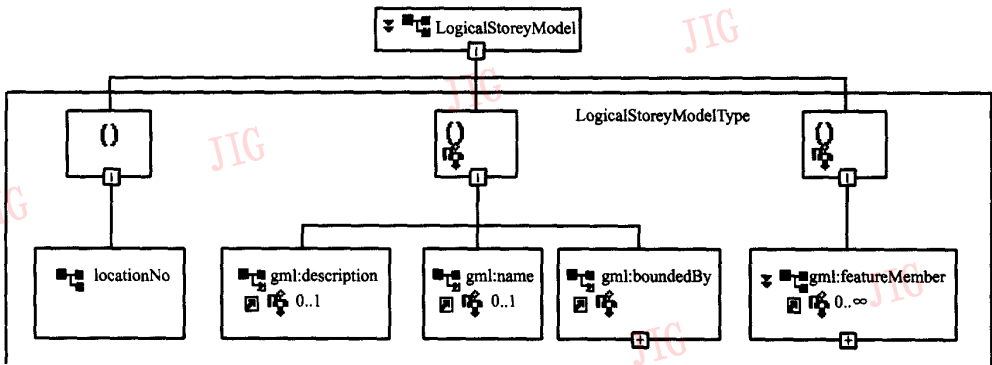 LogicalStoreyModel
JIG
JIG
LogicalStoreyModelType
()
()
()
JIG
JIG
locationNo
gml:description
0..1
gml:name
0..1
gml:boundedBy
gml:featureMember
0..∞
JIG
JIG